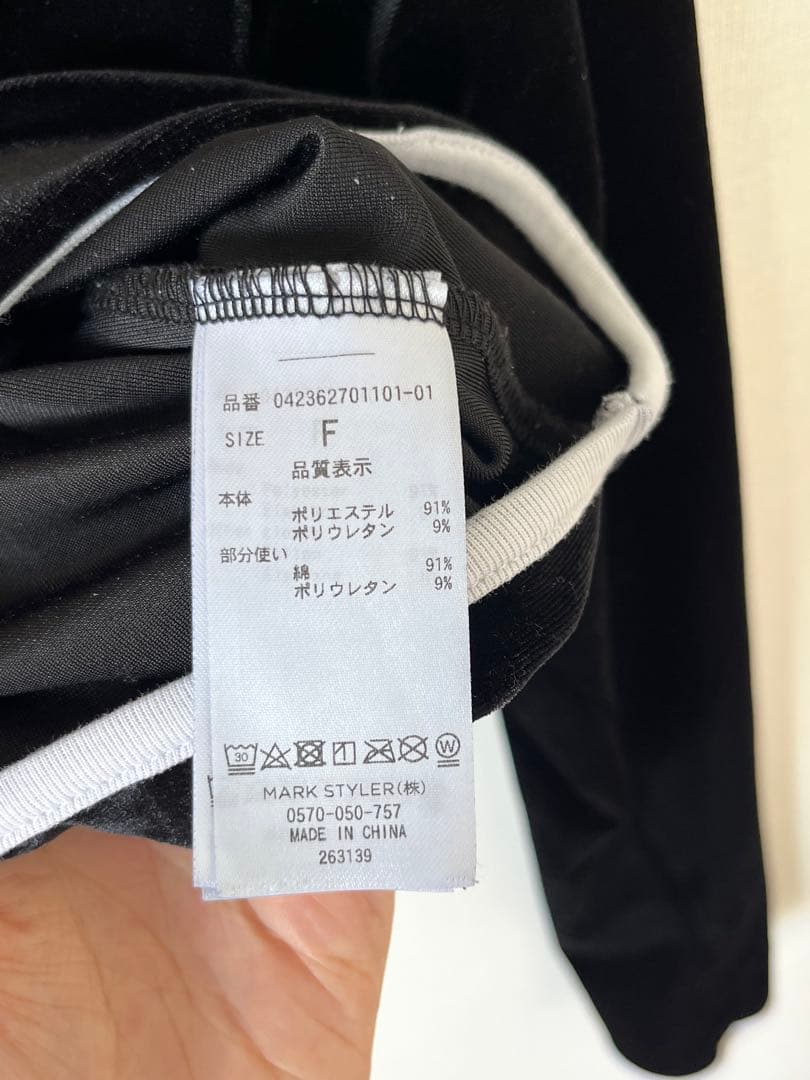 品番 042362701101-01
SIZE F
品質表示
本体
ポリエステル 91%
ポリウレタン 9%
部分使い
綿 91%
ポリウレタン 9%
30 W
MARK STYLER(株)
0570-050-757
MADE IN CHINA
263139